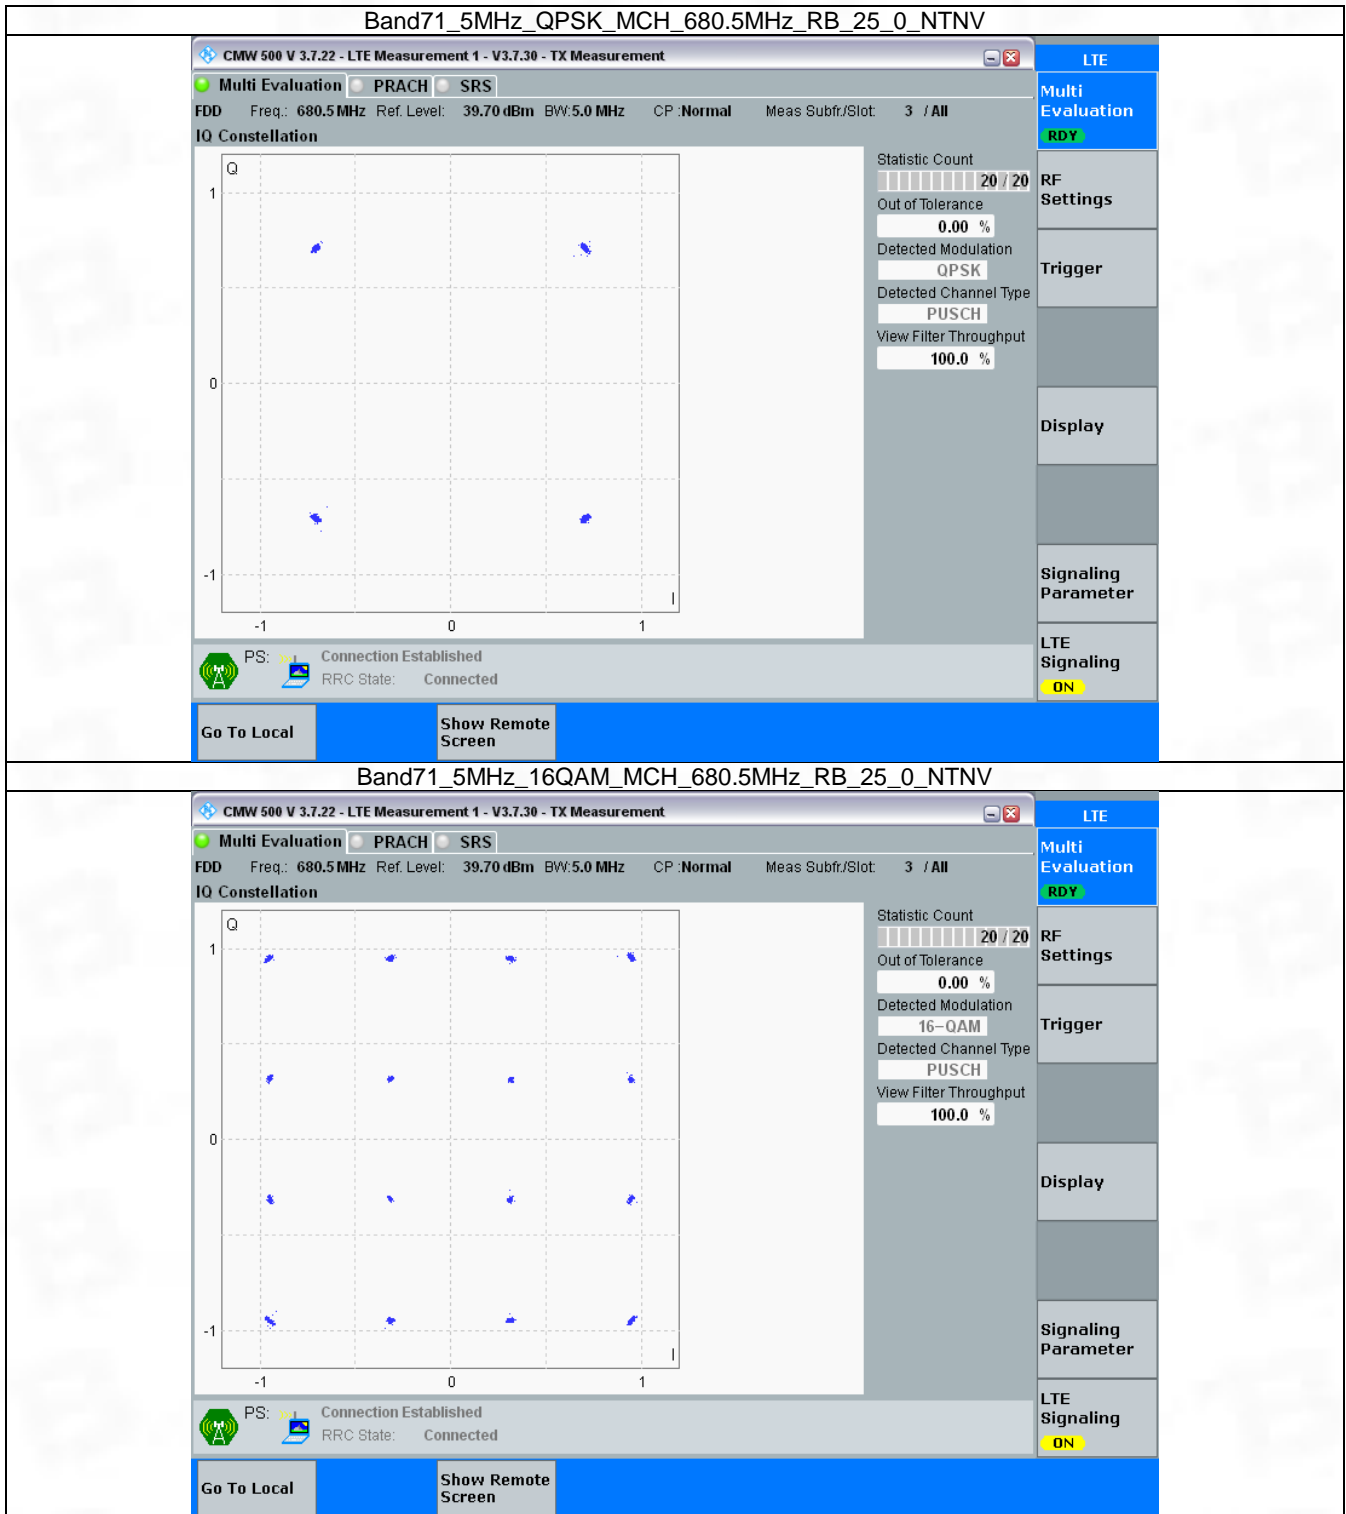 Band71_5MHz_QPSK_MCH_680.5MHz_RB_25_0_NTNV
CMW 500 V 3.7.22 - LTE Measurement 1 - V3.7.30 - TX Measurement
LTE
Multi Evaluation PRACH SRS
Multi
Evaluation
RDY
FDD Freq.: 680.5 MHz Ref. Level: 39.70 dBm BW: 5.0 MHz CP : Normal Meas Subfr./Slot: 3 / All
IQ Constellation
Q
1
0
-1
I
-1 0 1
Statistic Count
20 / 20
Out of Tolerance
0.00 %
Detected Modulation
QPSK
Detected Channel Type
PUSCH
View Filter Throughput
100.0 %
RF
Settings
Trigger
Display
Signaling
Parameter
LTE
Signaling
ON
PS: Connection Established
RRC State: Connected
Go To Local
Show Remote
Screen
Band71_5MHz_16QAM_MCH_680.5MHz_RB_25_0_NTNV
CMW 500 V 3.7.22 - LTE Measurement 1 - V3.7.30 - TX Measurement
LTE
Multi Evaluation PRACH SRS
Multi
Evaluation
RDY
FDD Freq.: 680.5 MHz Ref. Level: 39.70 dBm BW: 5.0 MHz CP : Normal Meas Subfr./Slot: 3 / All
IQ Constellation
Q
1
0
-1
I
-1 0 1
Statistic Count
20 / 20
Out of Tolerance
0.00 %
Detected Modulation
16-QAM
Detected Channel Type
PUSCH
View Filter Throughput
100.0 %
RF
Settings
Trigger
Display
Signaling
Parameter
LTE
Signaling
ON
PS: Connection Established
RRC State: Connected
Go To Local
Show Remote
Screen